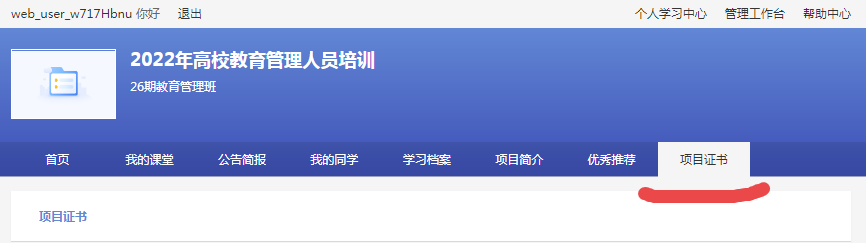 web_user_w717Hbnu 你好 退出 个人学习中心 管理工作台 帮助中心
2022年高校教育管理人员培训
26期教育管理班
首页 我的课堂 公告简报 我的同学 学习档案 项目简介 优秀推荐 项目证书
项目证书